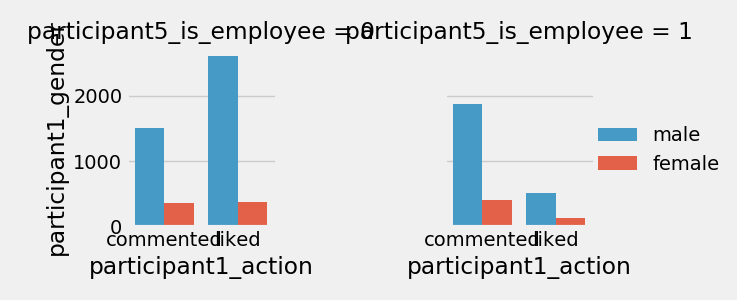 participant5_is_employee = 0
participant5_is_employee = 1
participant1_gender
2000
1000
0
commented
liked
commented
liked
participant1_action
participant1_action
male
female